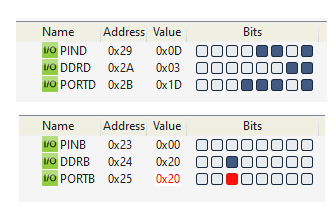 Name Address Value Bits
I/O PIND 0x29 0x0D
I/O DDRD 0x2A 0x03
I/O PORTD 0x2B 0x1D
Name Address Value Bits
I/O PINB 0x23 0x00
I/O DDRB 0x24 0x20
I/O PORTB 0x25 0x20